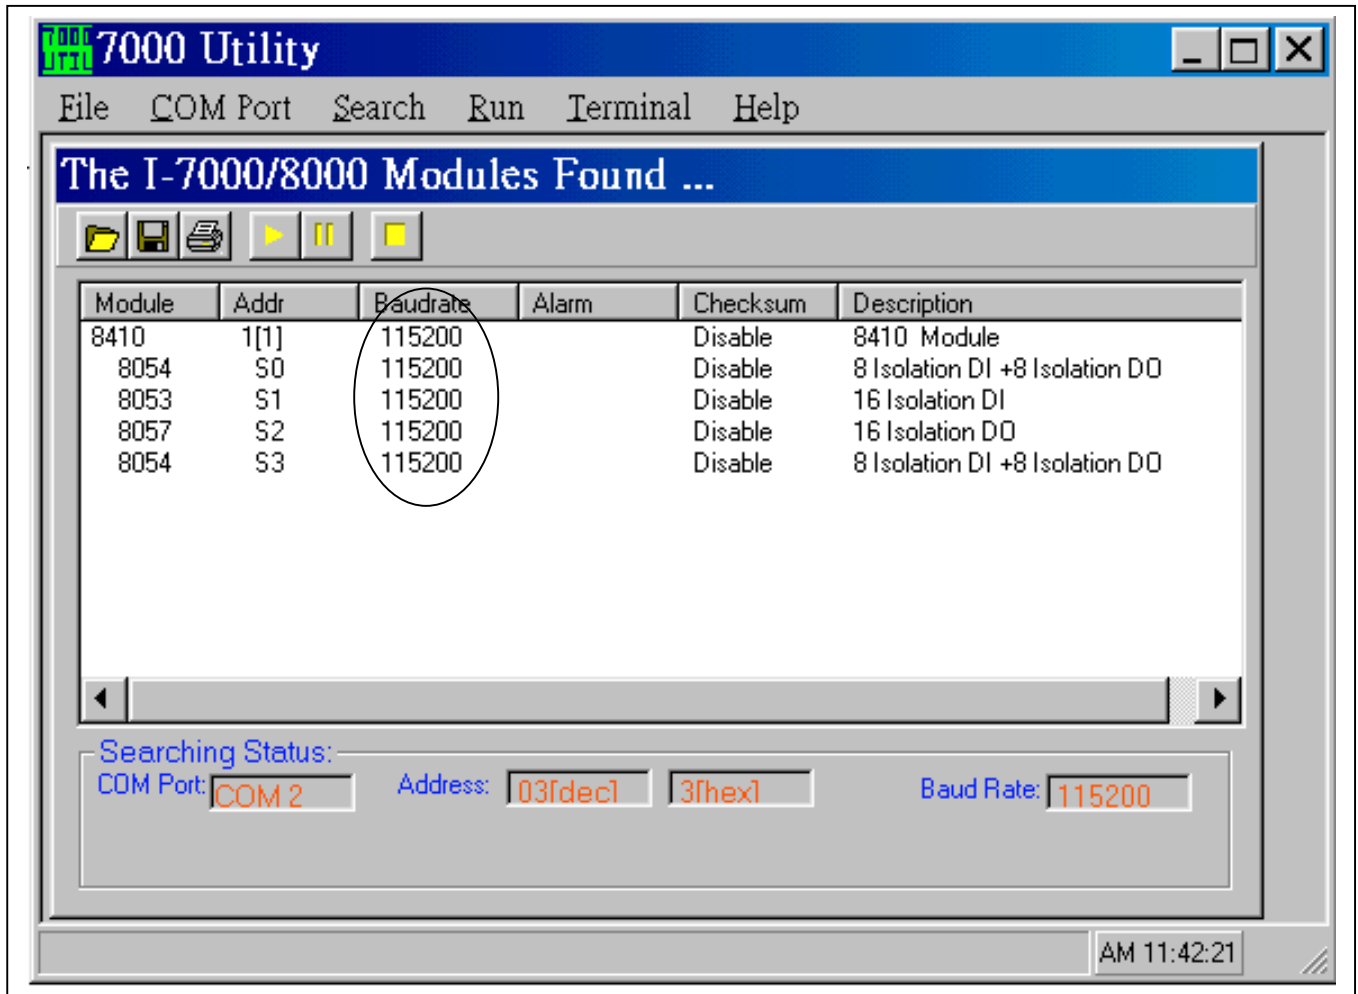 7000 UTIL 7000 Utility
File COM Port Search Run Terminal Help
The I-7000/8000 Modules Found ...
Module Addr Baudrate Alarm Checksum Description
8410 1[1] 115200 Disable 8410 Module
8054 S0 115200 Disable 8 Isolation DI +8 Isolation DO
8053 S1 115200 Disable 16 Isolation DI
8057 S2 115200 Disable 16 Isolation DO
8054 S3 115200 Disable 8 Isolation DI +8 Isolation DO
Searching Status:
COM Port: COM 2 Address: 03[dec] 3[hex] Baud Rate: 115200
AM 11:42:21